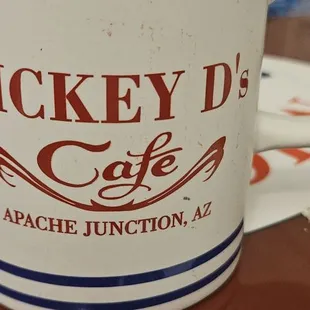 ICKEY D's
Cafe
APACHE JUNCTION, AZ